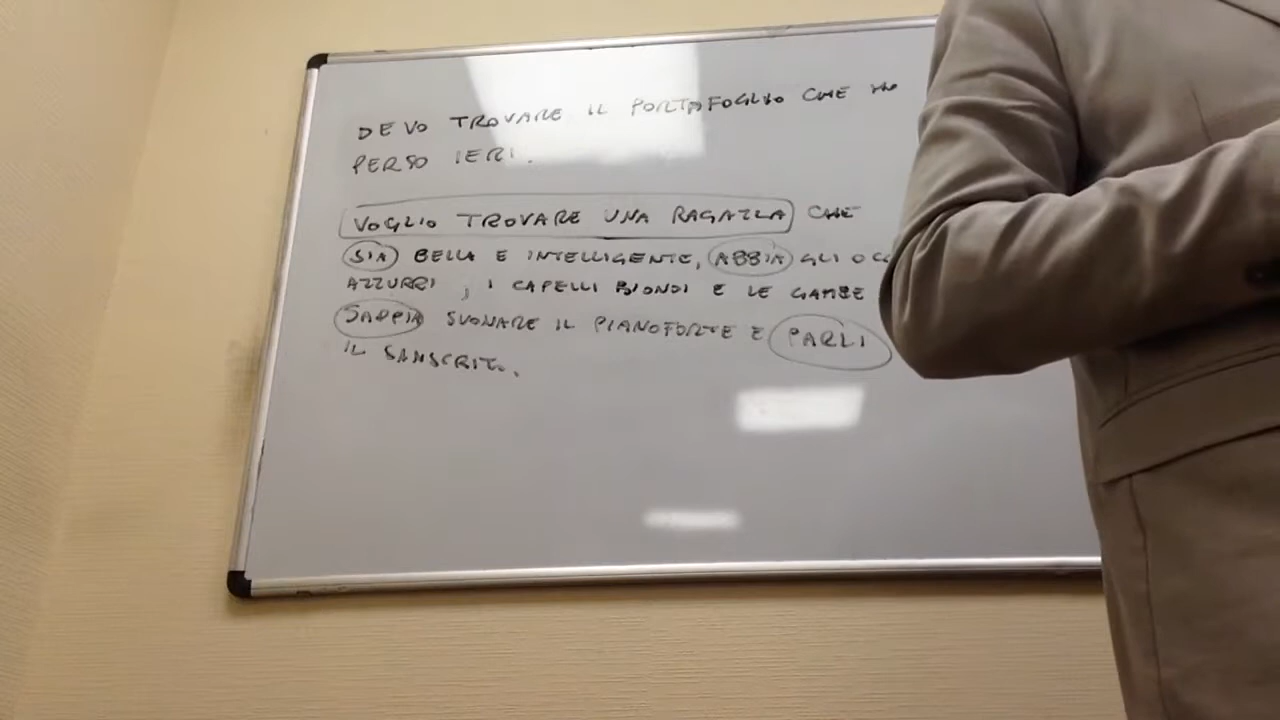 DEVO TROVARE IL PORTAFOGLIO CHE HO
PERSO IERI.
VOGLIO TROVARE UNA RAGAZZA CHE
SIA BELLA E INTELLIGENTE, ABBIA GLI
AZZURRI, I CAPELLI BIONDI E LE GAMBE
SAPPIA SUONARE IL PIANOFORTE E PARLI
IL SANSCRITO.